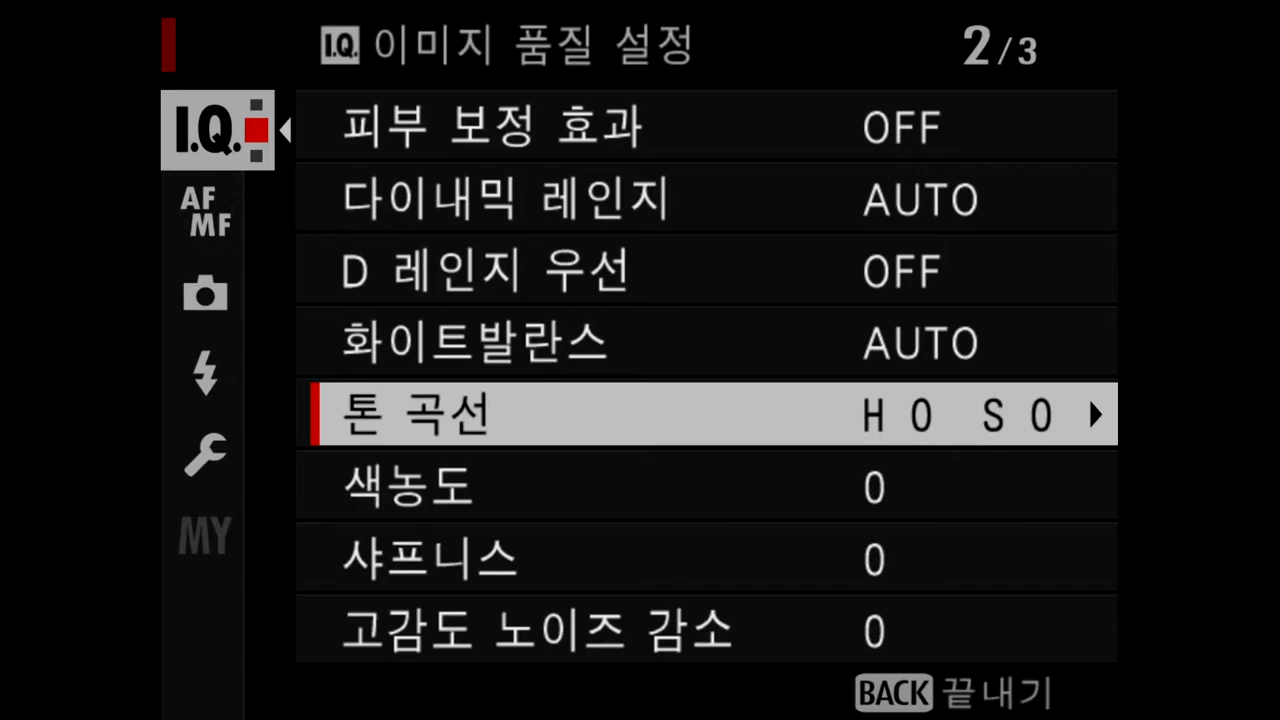 I.Q. 이미지 품질 설정 2/3
I.Q.
AF
MF
MY
피부 보정 효과 OFF
다이내믹 레인지 AUTO
D 레인지 우선 OFF
화이트발란스 AUTO
톤 곡선 H 0 S 0
색농도 0
샤프니스 0
고감도 노이즈 감소 0
BACK 끝내기